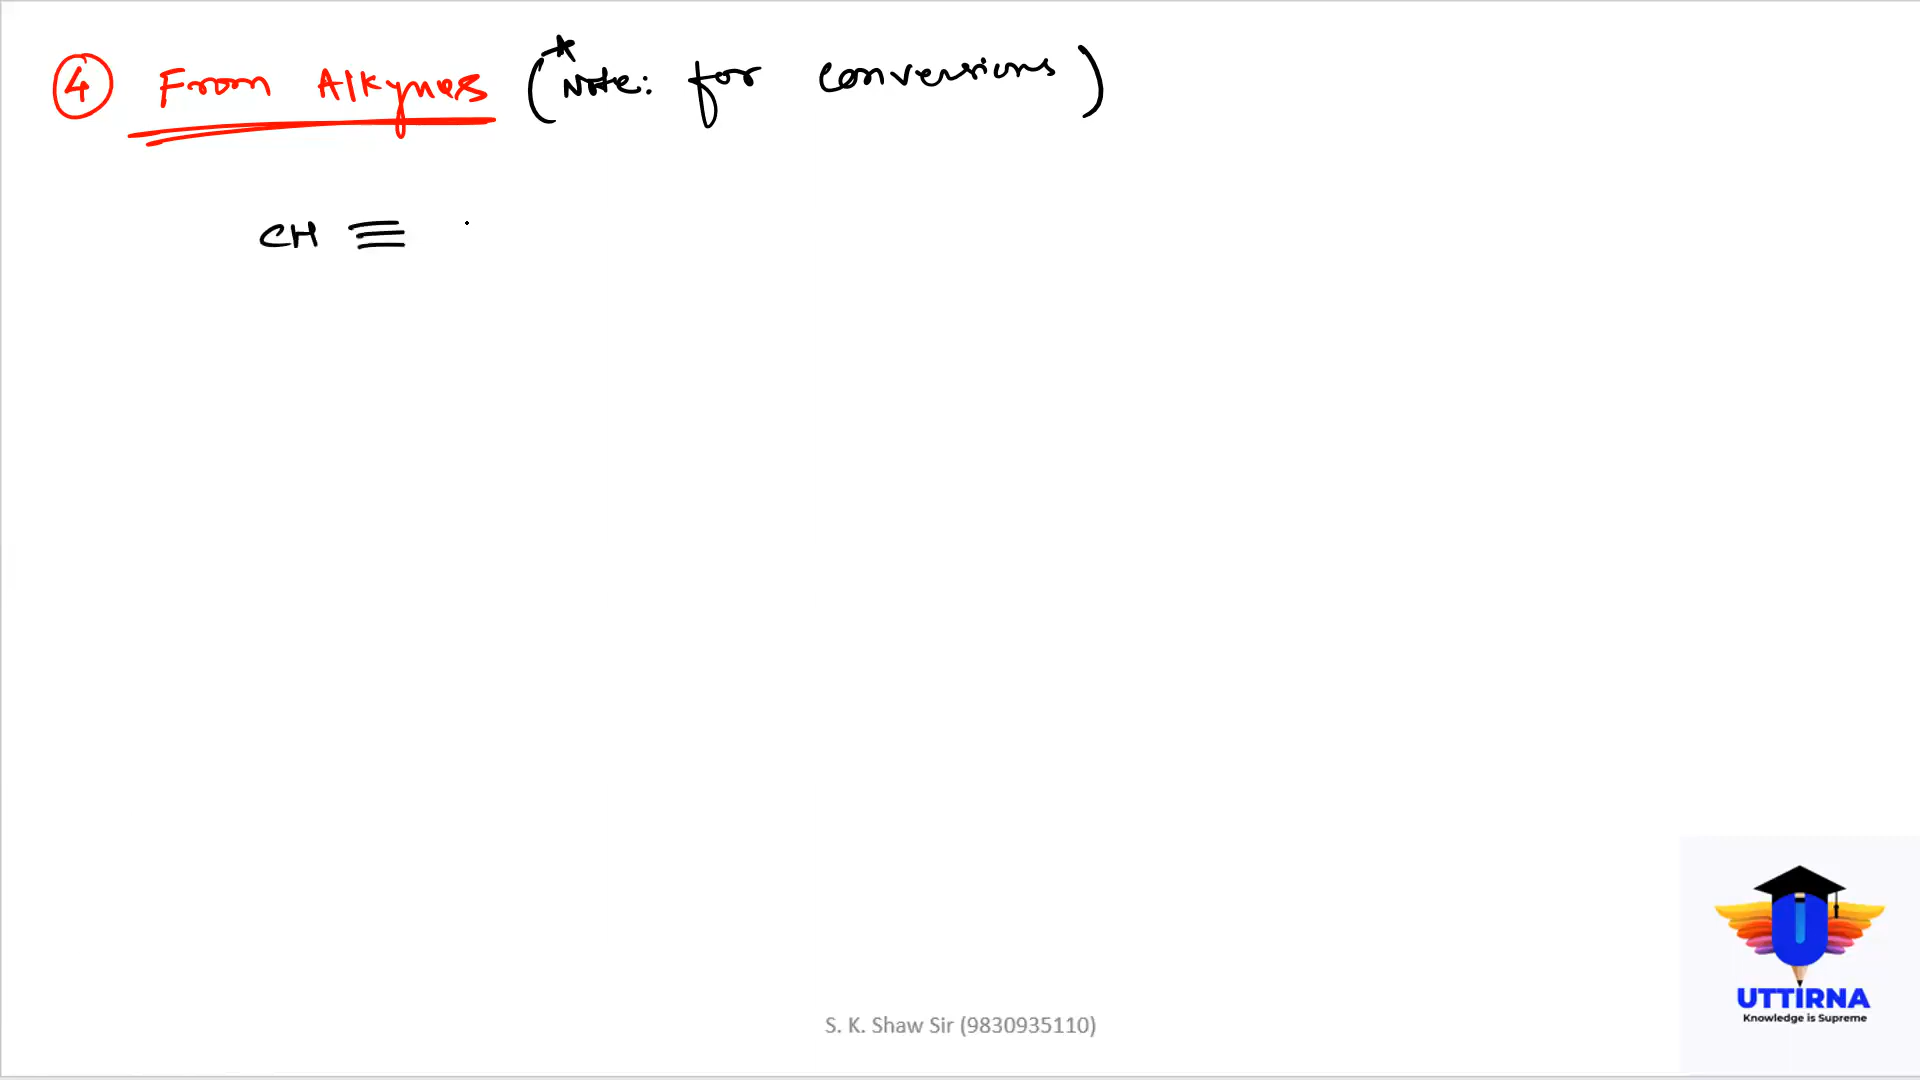 ④ From Alkynes (*Note: for conversions)
CH ≡
S. K. Shaw Sir (9830935110)
UTTIRNA
Knowledge is Supreme